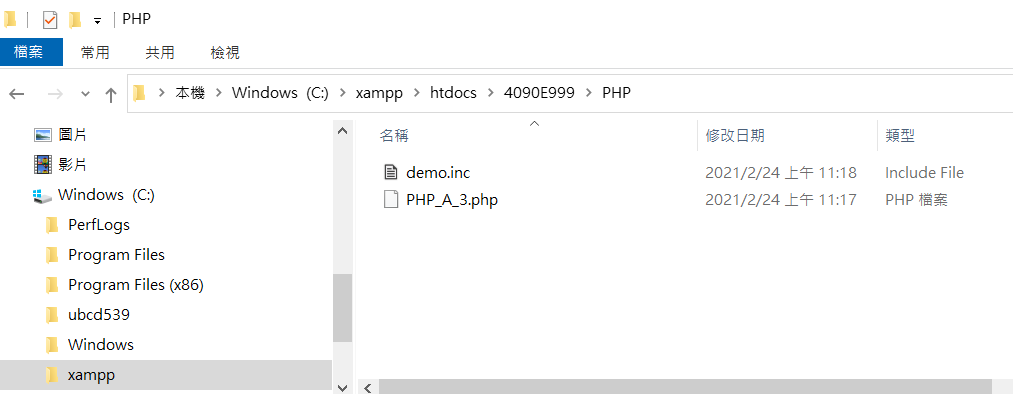 PHP
檔案 常用 共用 檢視
本機 Windows (C:) xampp htdocs 4090E999 PHP
圖片
影片
Windows (C:)
PerfLogs
Program Files
Program Files (x86)
ubcd539
Windows
xampp
名稱 修改日期 類型
demo.inc 2021/2/24 上午 11:18 Include File
PHP_A_3.php 2021/2/24 上午 11:17 PHP 檔案